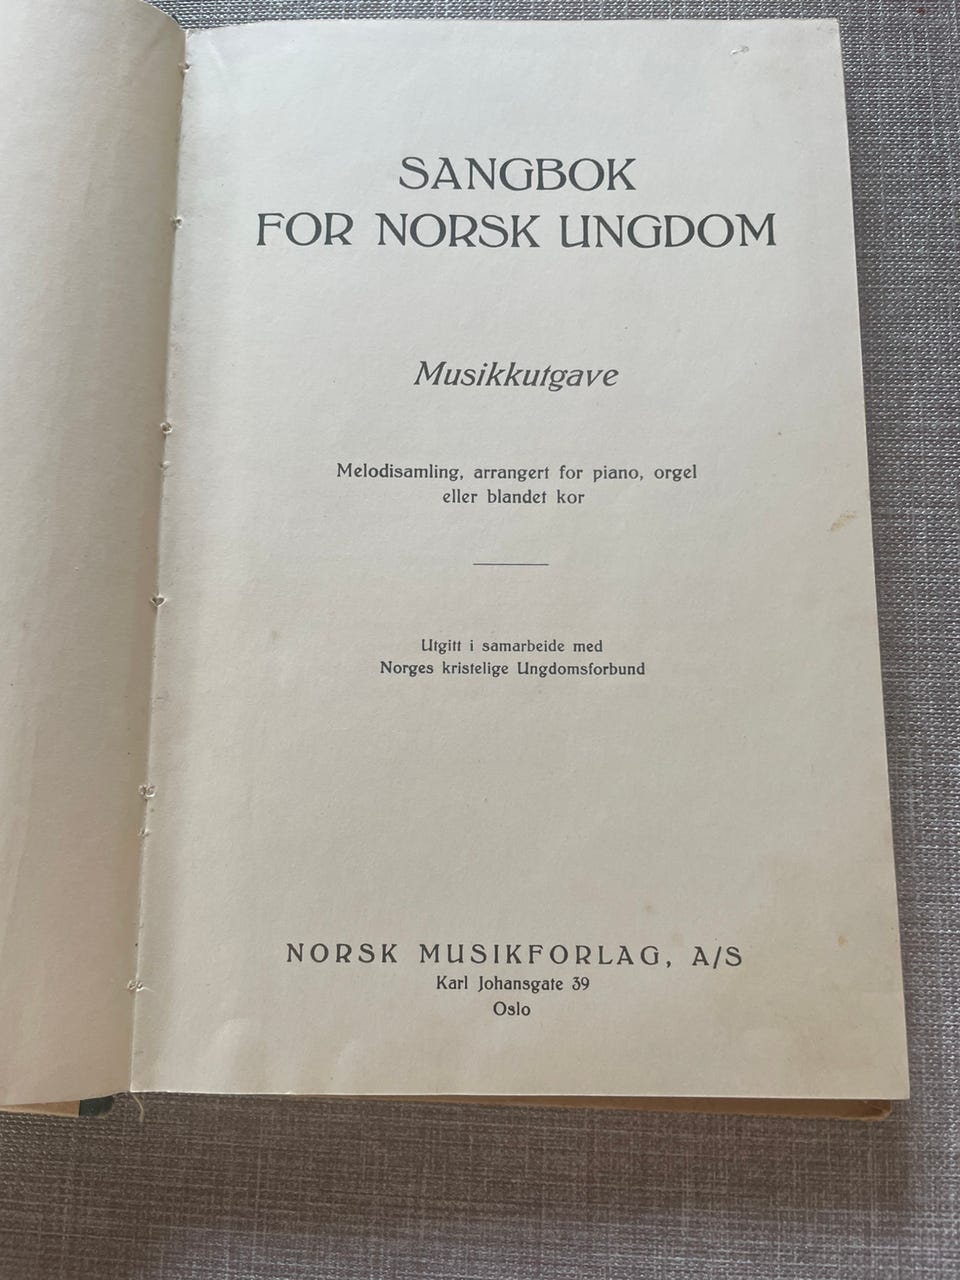 SANGBOK
FOR NORSK UNGDOM
Musikkutgave
Melodisamling, arrangert for piano, orgel
eller blandet kor
Utgitt i samarbeide med
Norges kristelige Ungdomsforbund
NORSK MUSIKFORLAG, A/S
Karl Johansgate 39
Oslo